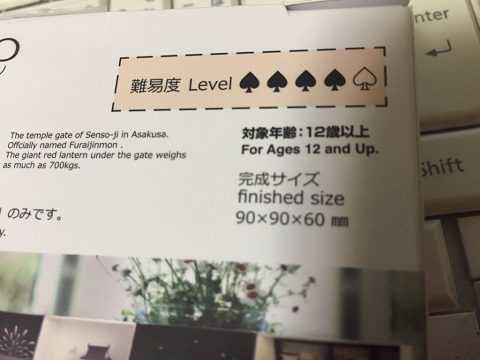 難易度 Level ♠♠♠♠♤
The temple gate of Senso-ji in Asakusa.
Offcially named Furaijinmon .
The giant red lantern under the gate weighs
as much as 700kgs.
対象年齢：12歳以上
For Ages 12 and Up.
完成サイズ
finished size
90×90×60 ㎜
のみです。
y.
nter
Shift